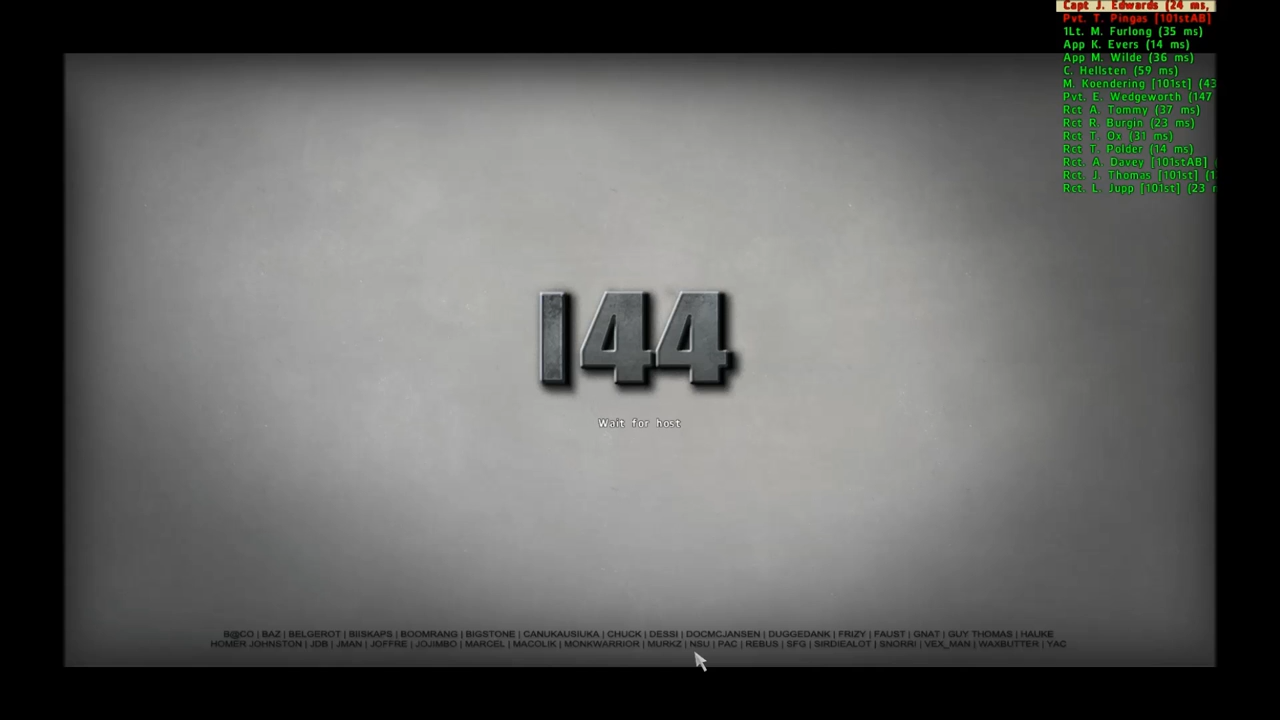 Capt J. Edwards (24 ms,
Pvt. T. Pingas [101stAB]
1Lt. M. Furlong (35 ms)
App K. Evers (14 ms)
App M. Wilde (36 ms)
C. Hellsten (59 ms)
M. Koendering [101st] (43
Pvt. E. Wedgeworth (147
Rct A. Tommy (37 ms)
Rct R. Burgin (23 ms)
Rct T. Ox (31 ms)
Rct T. Polder (14 ms)
Rct. A. Davey [101stAB] (
Rct. J. Thomas [101st] (1
Rct. L. Jupp [101st] (23 m
144
Wait for host
B@CO | BAZ | BELGEROT | BIISKAPS | BOOMRANG | BIGSTONE | CANUKAUSIUKA | CHUCK | DESSI | DOCMCJANSEN | DUGGEDANK | FRIZY | FAUST | GNAT | GUY THOMAS | HAUKE
HOMER JOHNSTON | JDB | JMAN | JOFFRE | JOJIMBO | MARCEL | MACOLIK | MONKWARRIOR | MURKZ | NSU | PAC | REBUS | SFG | SIRDIEALOT | SNORRI | VEX_MAN | WAXBUTTER | YAC